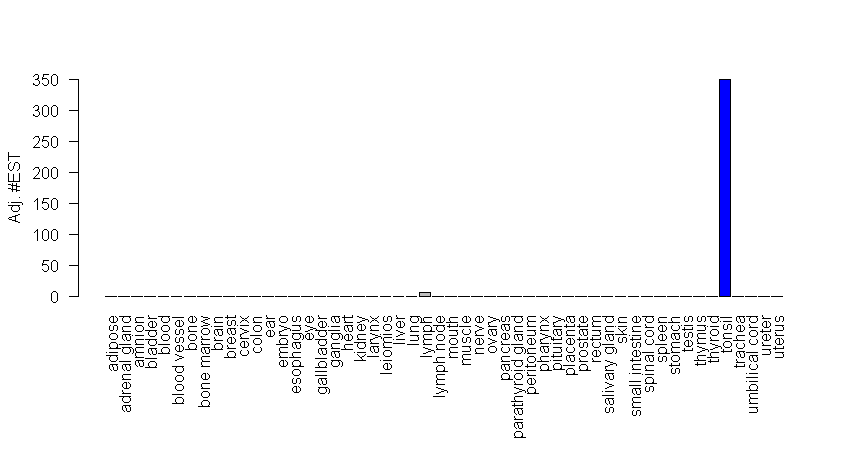 Adj. #EST
350
300
250
200
150
100
50
0
adipose
adrenal gland
amnion
bladder
blood
blood vessel
bone
bone marrow
brain
breast
cervix
colon
ear
embryo
esophagus
eye
gallbladder
ganglia
heart
kidney
larynx
leiomios
liver
lung
lymph
lymph node
mouth
muscle
nerve
ovary
pancreas
parathyroid gland
peritoneum
pharynx
pituitary
placenta
prostate
rectum
salivary gland
skin
small intestine
spinal cord
spleen
stomach
testis
thymus
thyroid
tonsil
trachea
umbilical cord
ureter
uterus